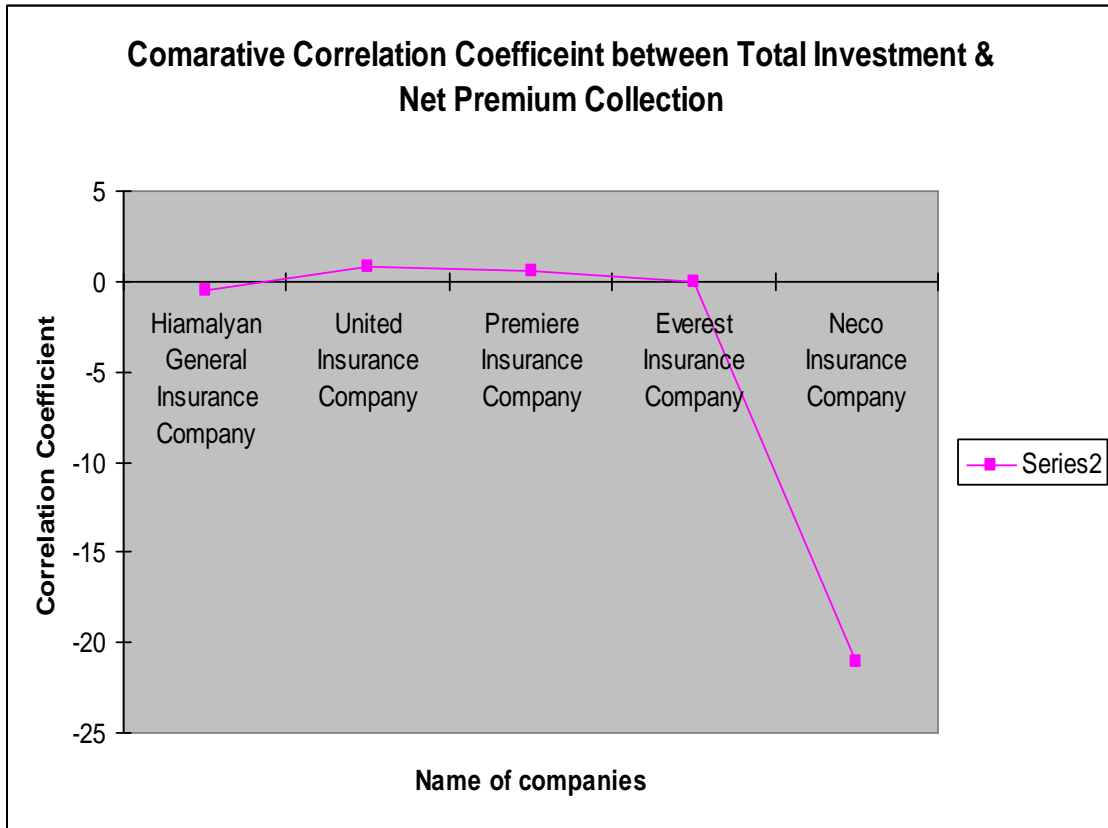 Comarative Correlation Coefficeint between Total Investment &
Net Premium Collection
Correlation Coefficient
5
0
-5
-10
-15
-20
-25
Hiamalyan
General
Insurance
Company
United
Insurance
Company
Premiere
Insurance
Company
Everest
Insurance
Company
Neco
Insurance
Company
Name of companies
Series2